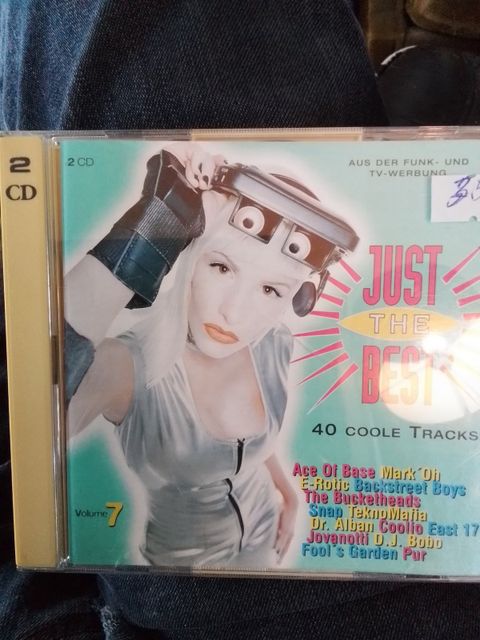 2
CD
2 CD
AUS DER FUNK- UND
TV-WERBUNG
JUST
THE
BEST
40 COOLE TRACKS
Ace Of Base Mark´Oh
E-Rotic Backstreet Boys
The Bucketheads
Snap TeknoMafia
Dr. Alban Coolio East 17
Jovanotti D.J. Bobo
Fool´s Garden Pur
Volume 7